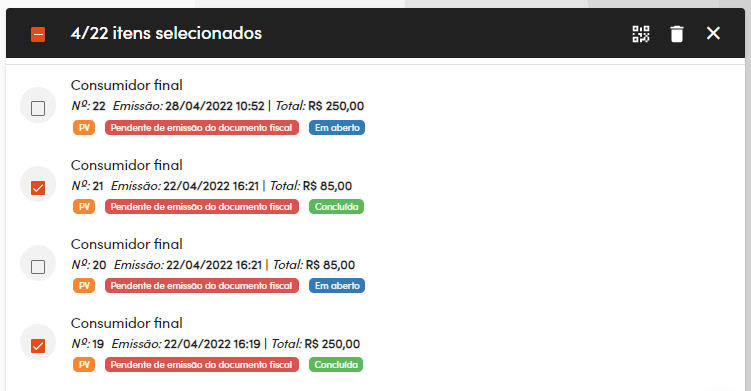 4/22 itens selecionados
Consumidor final
Nº: 22 Emissão: 28/04/2022 10:52 | Total: R$ 250,00
PV Pendente de emissão do documento fiscal Em aberto
Consumidor final
Nº: 21 Emissão: 22/04/2022 16:21 | Total: R$ 85,00
PV Pendente de emissão do documento fiscal Concluída
Consumidor final
Nº: 20 Emissão: 22/04/2022 16:21 | Total: R$ 85,00
PV Pendente de emissão do documento fiscal Em aberto
Consumidor final
Nº: 19 Emissão: 22/04/2022 16:19 | Total: R$ 250,00
PV Pendente de emissão do documento fiscal Concluída